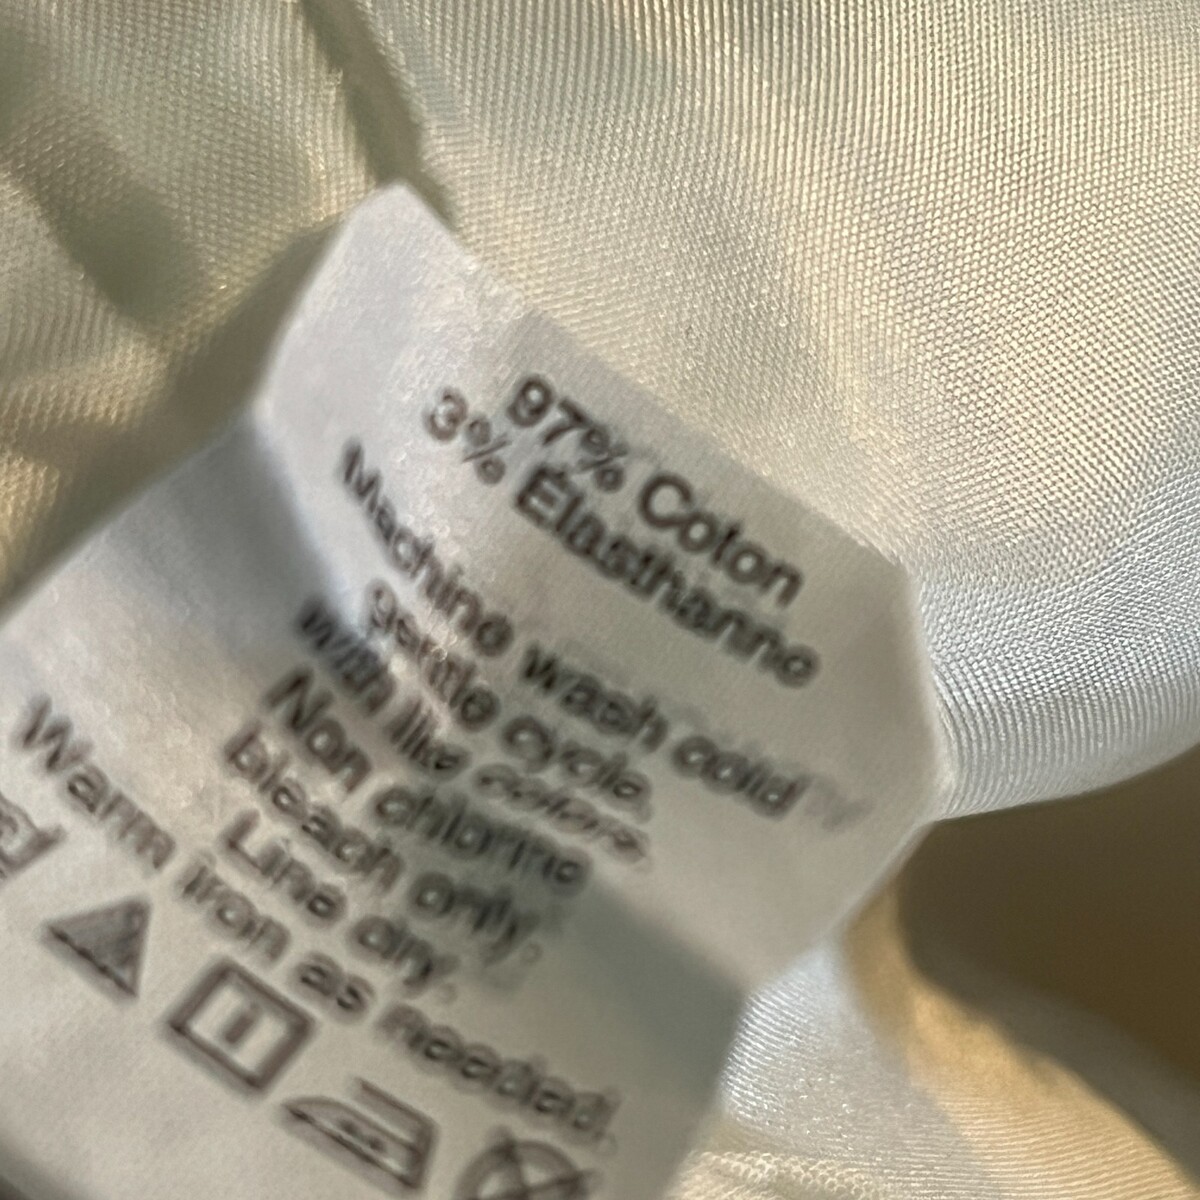 97% Coton
3% Élasthanne
Machine wash cold
gentle cycle,
with like colors.
Non chlorine
bleach only.
Line dry.
Warm iron as needed.